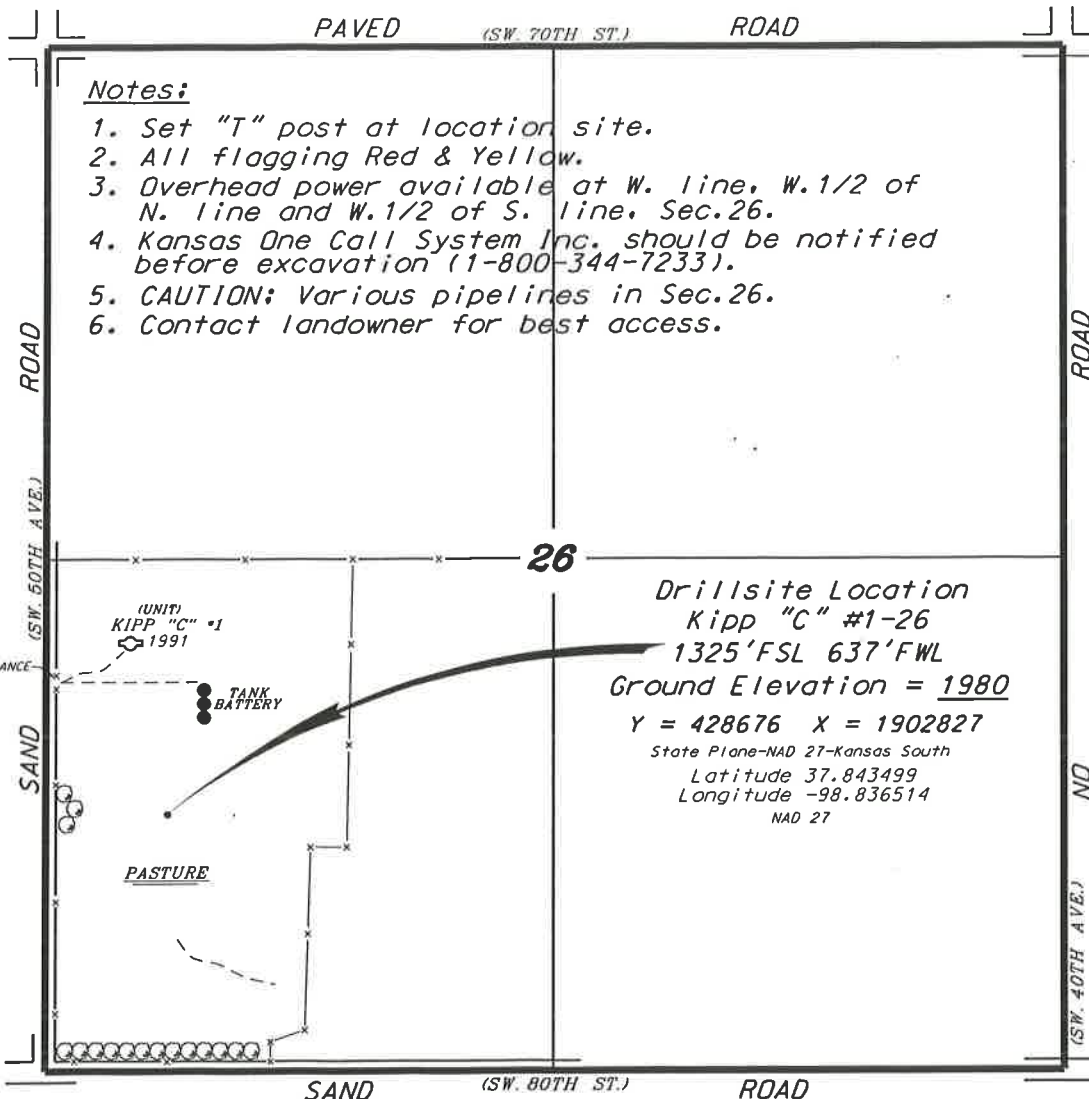 PAVED (SW. 70TH ST.) ROAD
Notes:
1. Set "T" post at location site.
2. All flagging Red & Yellow.
3. Overhead power available at W. line, W.1/2 of
N. line and W.1/2 of S. line, Sec.26.
4. Kansas One Call System Inc. should be notified
before excavation (1-800-344-7233).
5. CAUTION: Various pipelines in Sec.26.
6. Contact landowner for best access.
ROAD
(SW. 50TH AVE.)
SAND
ROAD
NO
(SW. 40TH AVE.)
26
(UNIT)
KIPP "C" #1
1991
TANK
BATTERY
PASTURE
Drillsite Location
Kipp "C" #1-26
1325'FSL 637'FWL
Ground Elevation = 1980
Y = 428676 X = 1902827
State Plane-NAD 27-Kansas South
Latitude 37.843499
Longitude -98.836514
NAD 27
SAND (SW. 80TH ST.) ROAD